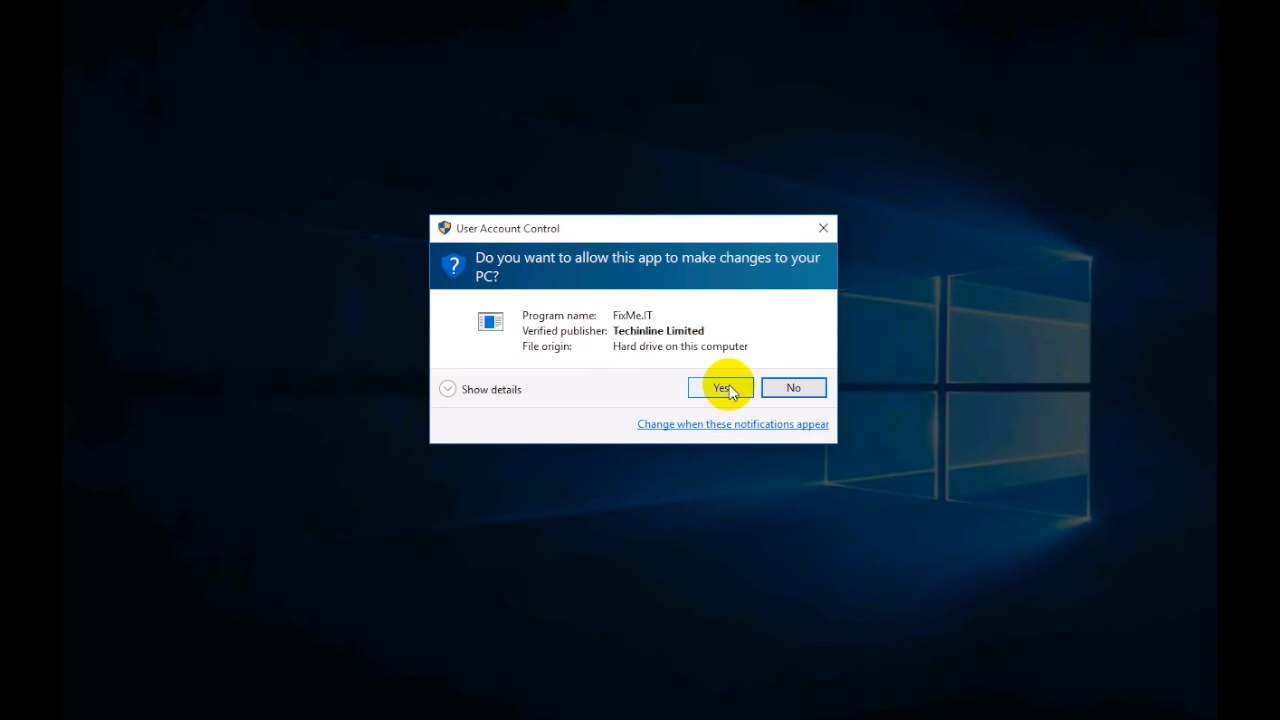 User Account Control
Do you want to allow this app to make changes to your
PC?
Program name: FixMe.IT
Verified publisher: Techinline Limited
File origin: Hard drive on this computer
Show details
Yes
No
Change when these notifications appear